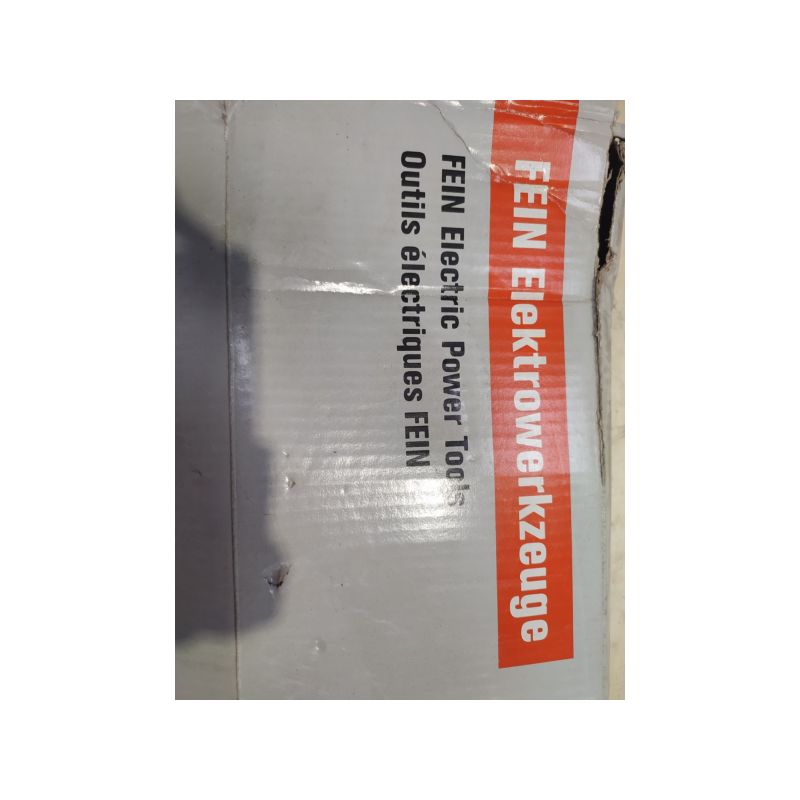 FEIN Elektrowerkzeuge
FEIN Electric Power Tools
Outils électriques FEIN